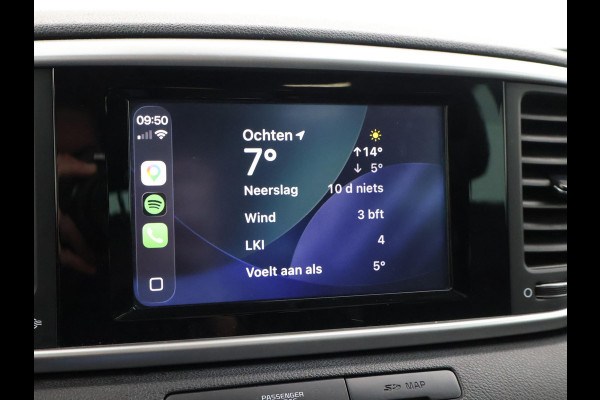 09:50
Ochten
7°
↑14°
↓ 5°
Neerslag 10 d niets
Wind 3 bft
LKI 4
Voelt aan als 5°
PASSENGER
MAP